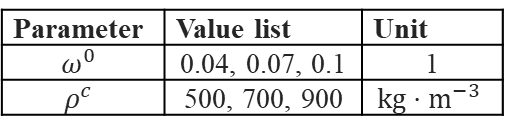 Parameter Value list Unit
ω⁰ 0.04, 0.07, 0.1 1
ρᶜ 500, 700, 900 kg · m⁻³